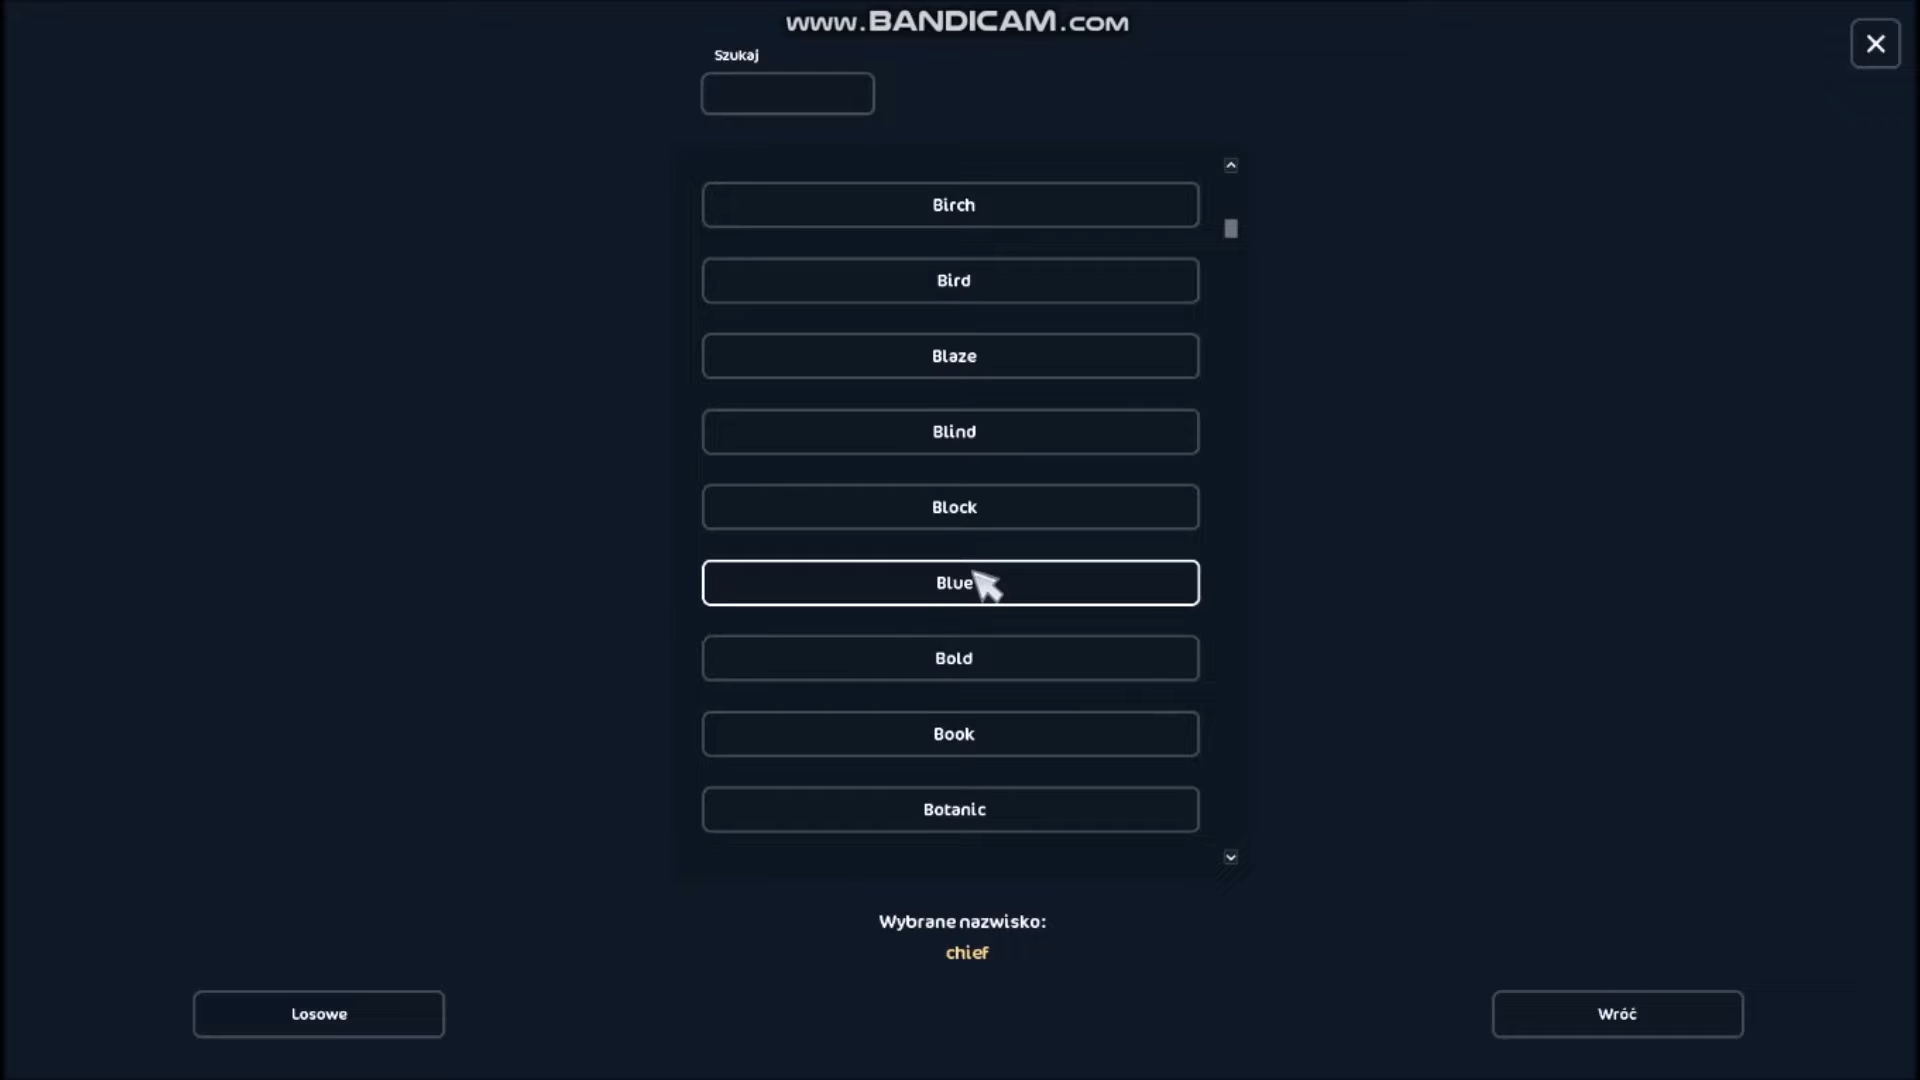 www.BANDICAM.com
Szukaj
Birch
Bird
Blaze
Blind
Block
Blue
Bold
Book
Botanic
Wybrane nazwisko:
chief
Losowe
Wróć